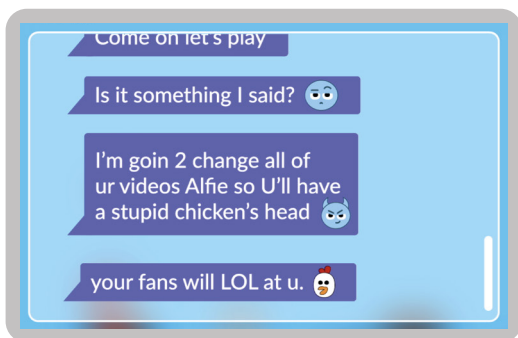 Come on let's play
Is it something I said?
I'm goin 2 change all of
ur videos Alfie so U'll have
a stupid chicken's head
your fans will LOL at u.